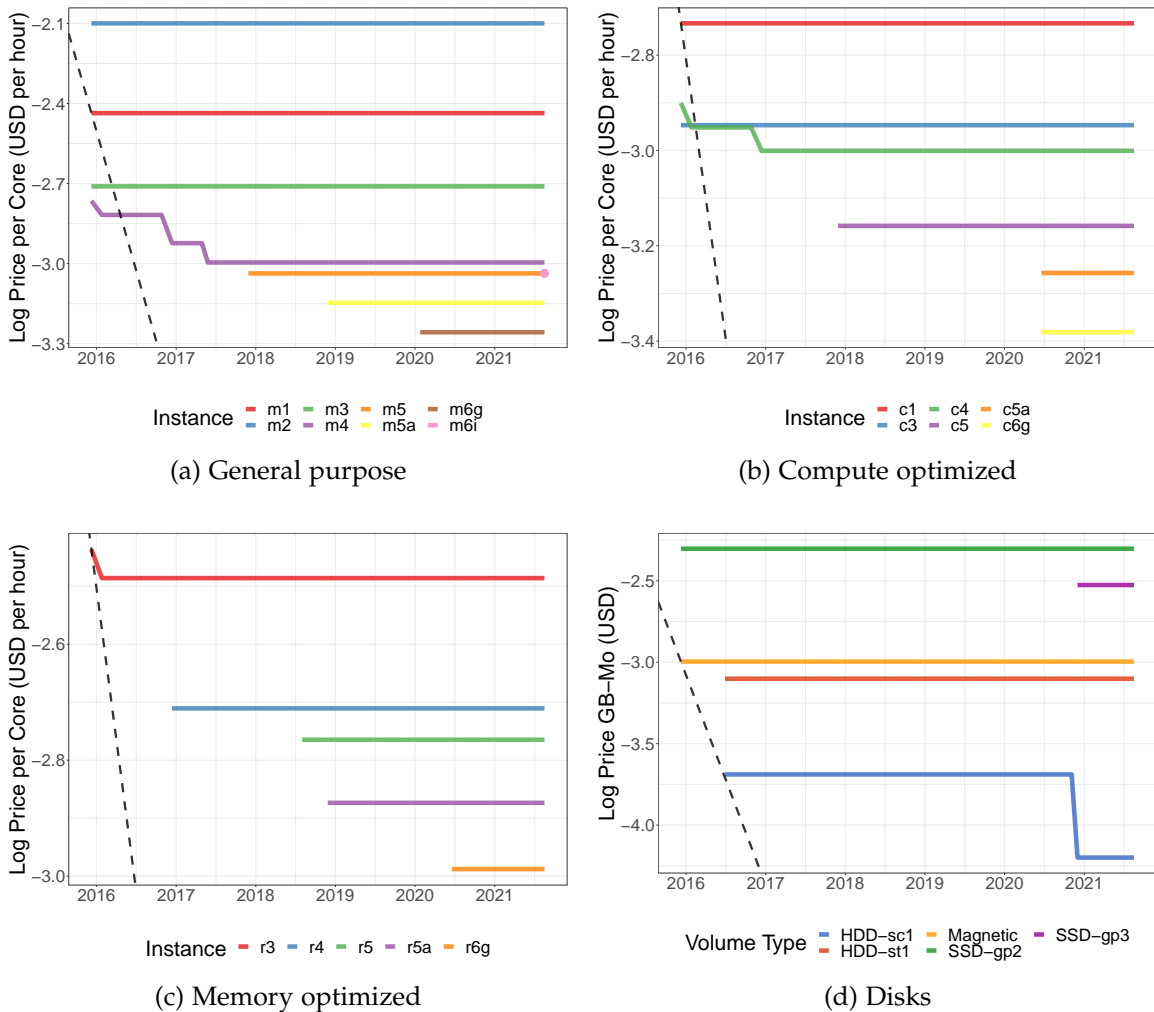 Log Price per Core (USD per hour)
−2.1
−2.4
−2.7
−3.0
−3.3
2016 2017 2018 2019 2020 2021
Instance m1 m3 m5 m6g
m2 m4 m5a m6i
(a) General purpose
Log Price per Core (USD per hour)
−2.8
−3.0
−3.2
−3.4
2016 2017 2018 2019 2020 2021
Instance c1 c4 c5a
c3 c5 c6g
(b) Compute optimized
Log Price per Core (USD per hour)
−2.6
−2.8
−3.0
2016 2017 2018 2019 2020 2021
Instance r3 r4 r5 r5a r6g
(c) Memory optimized
Log Price GB−Mo (USD)
−2.5
−3.0
−3.5
−4.0
2016 2017 2018 2019 2020 2021
Volume Type HDD−sc1 Magnetic SSD−gp3
HDD−st1 SSD−gp2
(d) Disks